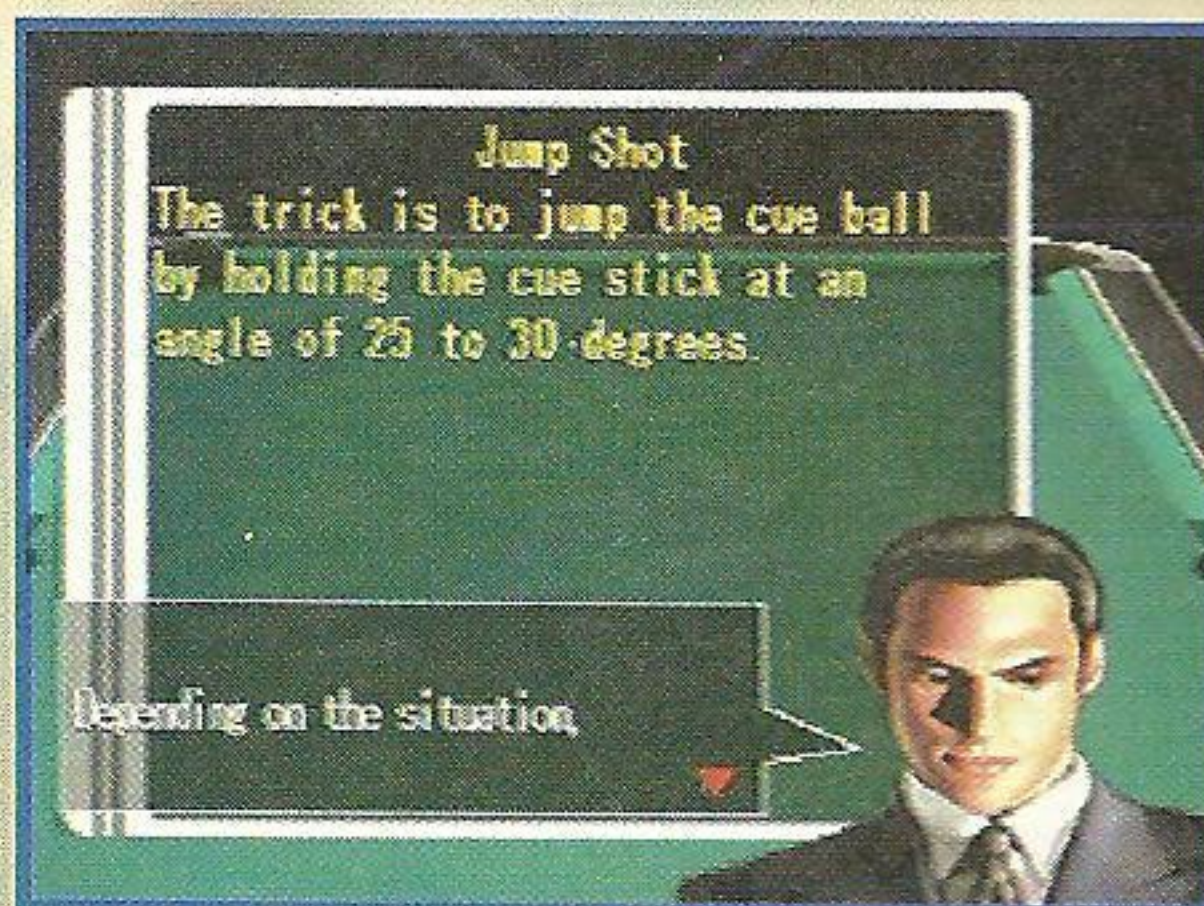 Jump Shot
The trick is to jump the cue ball
by holding the cue stick at an
angle of 25 to 30 degrees.
Depending on the situation,